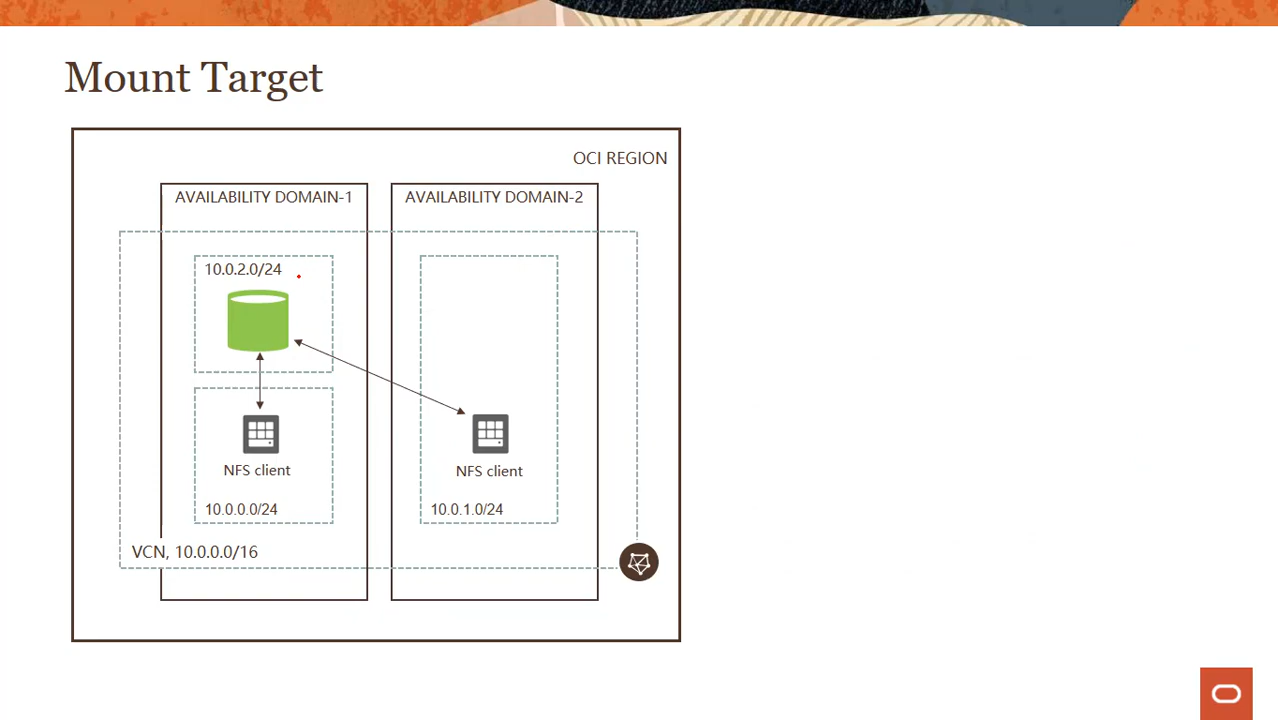 Mount Target
OCI REGION
AVAILABILITY DOMAIN-1
AVAILABILITY DOMAIN-2
10.0.2.0/24
NFS client
NFS client
10.0.0.0/24
10.0.1.0/24
VCN, 10.0.0.0/16